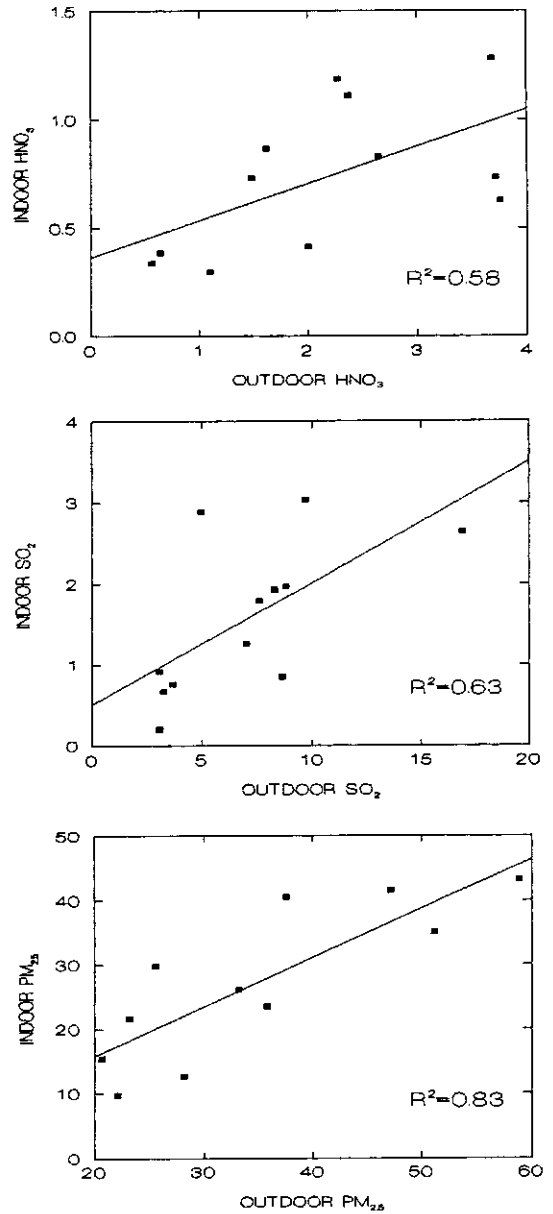 1.5
1.0
0.5
0.0
INDOOR HNO₃
R²=0.58
0 1 2 3 4
OUTDOOR HNO₃
4
3
2
1
0
INDOOR SO₂
R²=0.63
0 5 10 15 20
OUTDOOR SO₂
50
40
30
20
10
0
INDOOR PM₂.₅
R²=0.83
20 30 40 50 60
OUTDOOR PM₂.₅